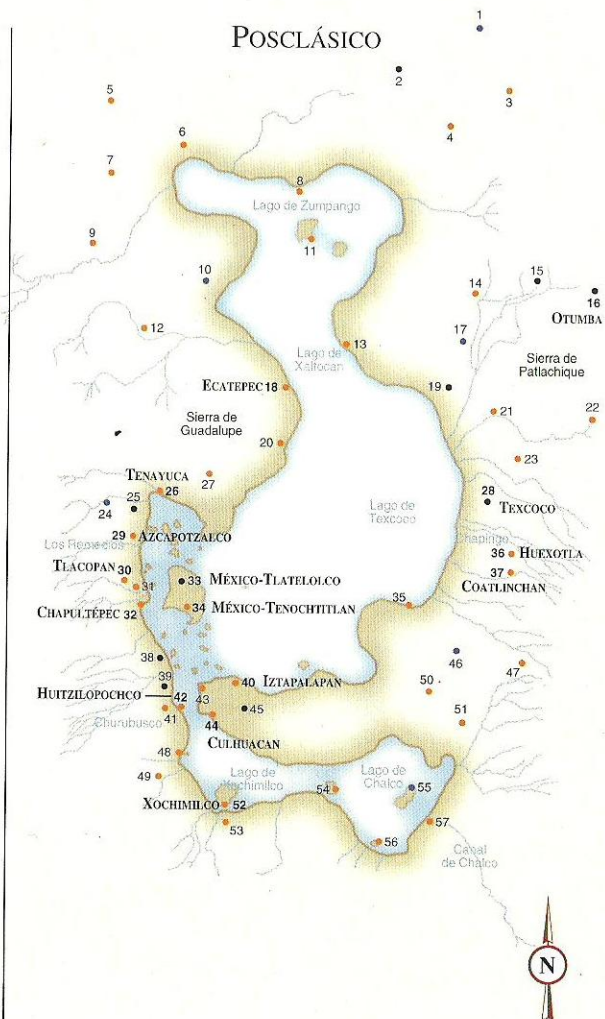 POSCLÁSICO
1
2
3
4
5
6
7
8
Lago de Zumpango
9
10
11
12
13
14
15
16
OTUMBA
17
Sierra de
Patlachique
Lago de
Xaltocan
ECATEPEC 18
19
Sierra de
Guadalupe
20
21
22
23
TENAYUCA
26
27
24
25
28
TEXCOCO
Lago de
Texcoco
29
AZCAPOTZALCO
Los Remedios
Chapingo
36
HUEXOTLA
37
COATLINCHAN
TLACOPAN
30
31
33
MÉXICO-TLATELOLCO
34
MÉXICO-TENOCHTITLAN
35
CHAPULTÉPEC
32
38
39
40
IZTAPALAPAN
46
47
HUITZILOPOCHCO
42
43
41
44
45
50
51
Churubusco
CULHUACAN
48
49
Lago de
Xochimilco
Lago de
Chalco
54
55
XOCHIMILCO
52
53
56
57
Canal
de Chalco
N